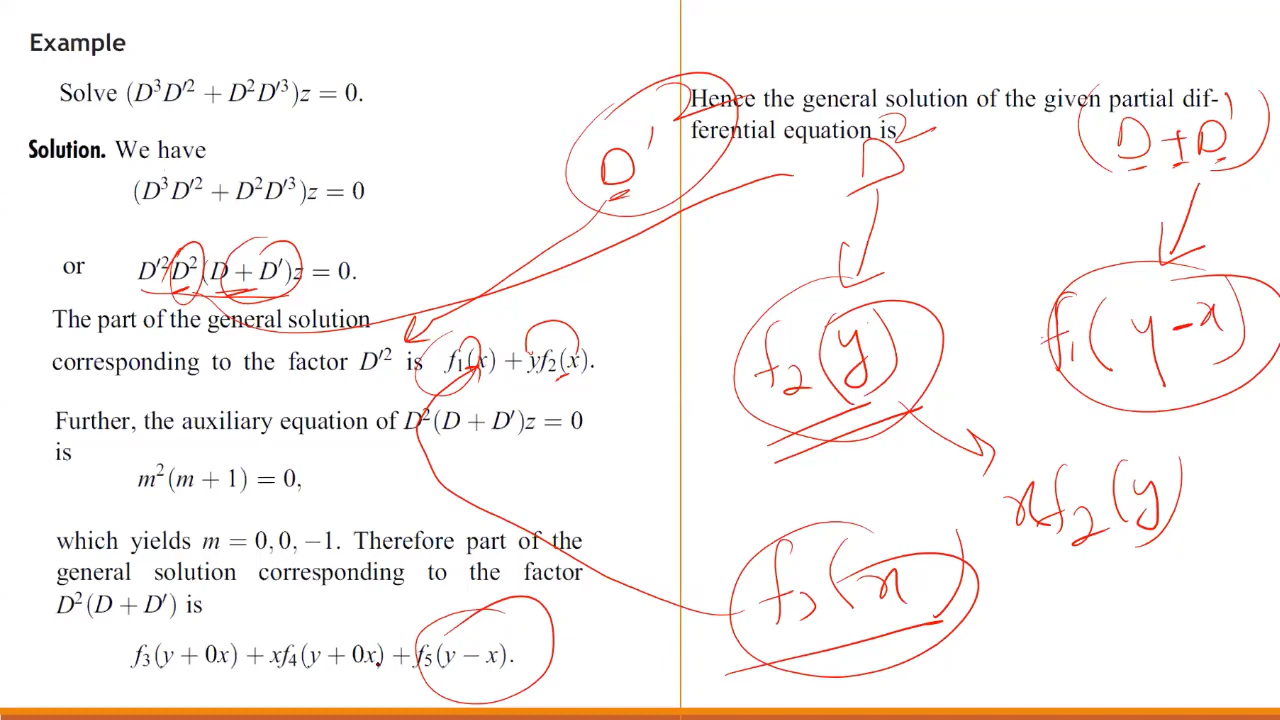 Example
Solve (D³D′² + D²D′³)z = 0.
Solution. We have
(D³D′² + D²D′³)z = 0
or D′²D²(D + D′)z = 0.
The part of the general solution
corresponding to the factor D′² is f₁(x) + yf₂(x).
Further, the auxiliary equation of D²(D + D′)z = 0
is
m²(m + 1) = 0,
which yields m = 0, 0, −1. Therefore part of the
general solution corresponding to the factor
D²(D + D′) is
f₃(y + 0x) + xf₄(y + 0x) + f₅(y − x).
Hence the general solution of the given partial dif-
ferential equation is
D′²
D²
(D + D′)
f₂(y)
f₁(y − x)
xf₂(y)
f₃(x)